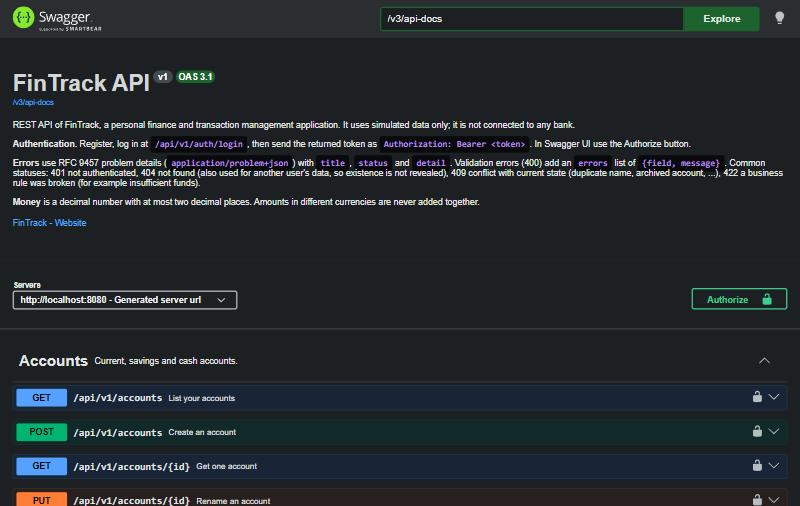 Swagger.
Supported by SMARTBEAR
/v3/api-docs
Explore
FinTrack API v1 OAS 3.1
/v3/api-docs
REST API of FinTrack, a personal finance and transaction management application. It uses simulated data only; it is not connected to any bank.
Authentication. Register, log in at /api/v1/auth/login, then send the returned token as Authorization: Bearer <token>. In Swagger UI use the Authorize button.
Errors use RFC 9457 problem details (application/problem+json) with title, status and detail. Validation errors (400) add an errors list of {field, message}. Common
statuses: 401 not authenticated, 404 not found (also used for another user's data, so existence is not revealed), 409 conflict with current state (duplicate name, archived account, ...), 422 a business
rule was broken (for example insufficient funds).
Money is a decimal number with at most two decimal places. Amounts in different currencies are never added together.
FinTrack - Website
Servers
http://localhost:8080 - Generated server url
Authorize
Accounts Current, savings and cash accounts.
GET /api/v1/accounts List your accounts
POST /api/v1/accounts Create an account
GET /api/v1/accounts/{id} Get one account
PUT /api/v1/accounts/{id} Rename an account